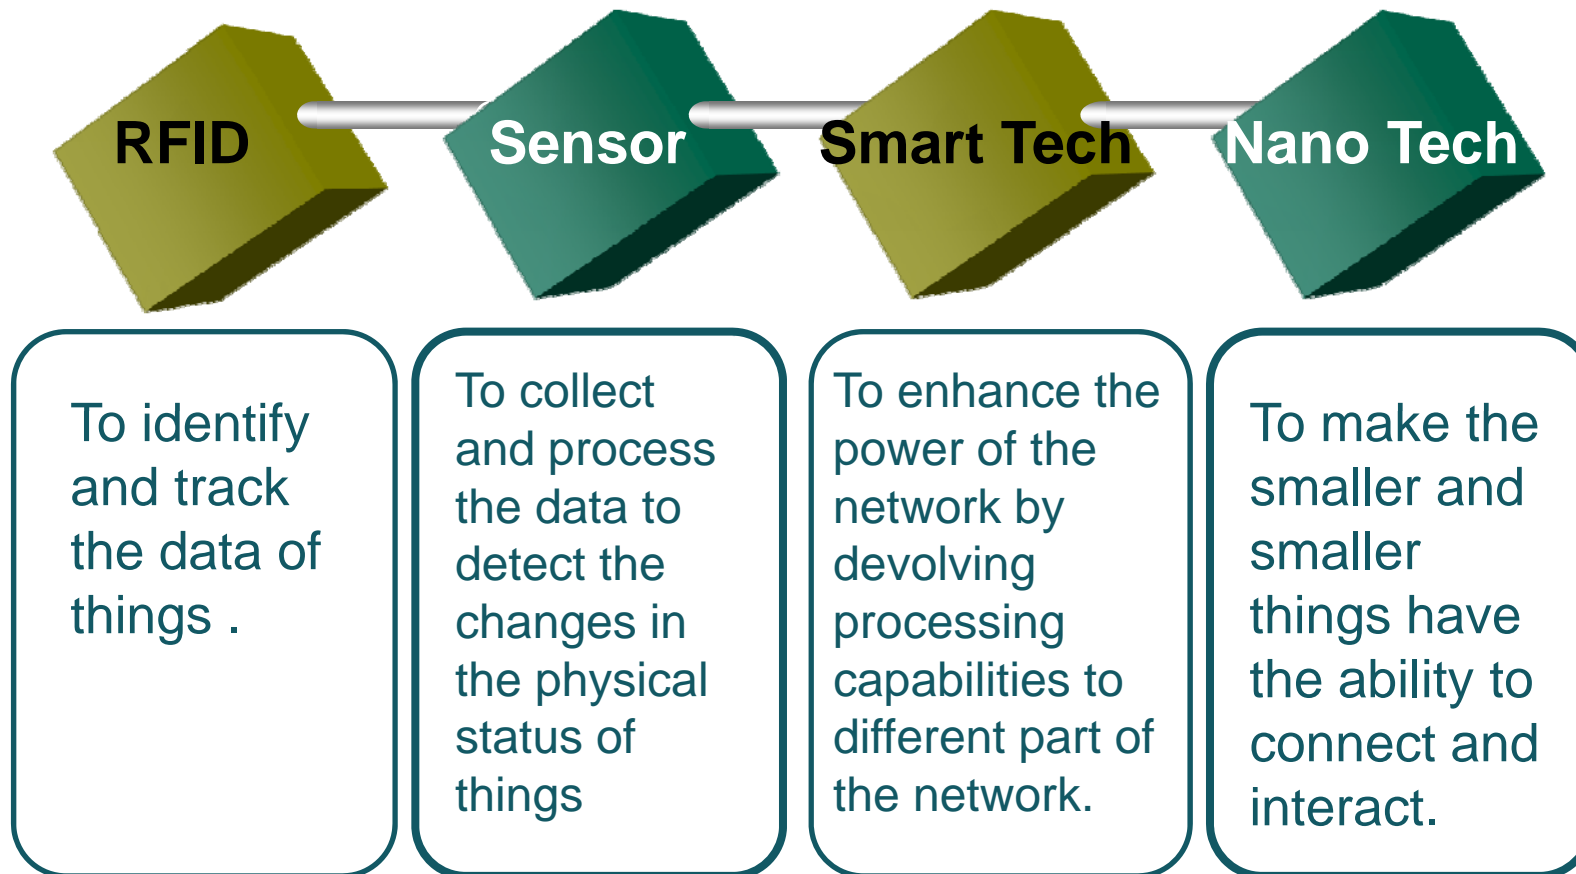 RFID
Sensor
Smart Tech
Nano Tech
To identify
and track
the data of
things .
To collect
and process
the data to
detect the
changes in
the physical
status of
things
To enhance the
power of the
network by
devolving
processing
capabilities to
different part of
the network.
To make the
smaller and
smaller
things have
the ability to
connect and
interact.